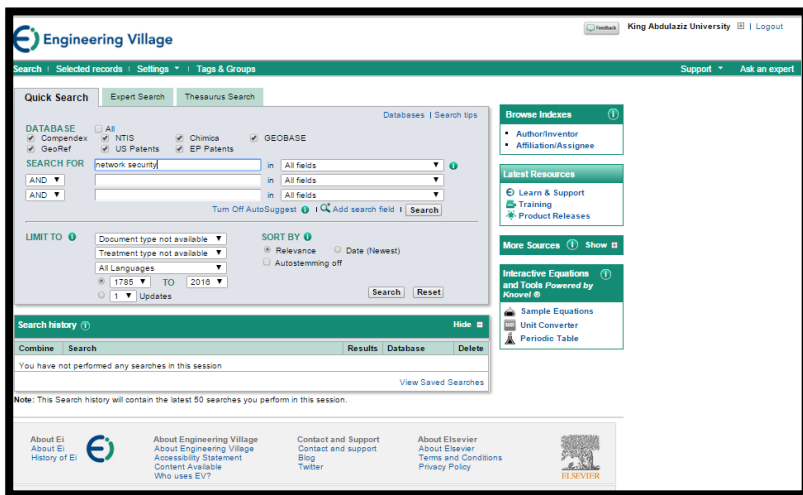 Feedback King Abdulaziz University | Logout
Ei Engineering Village
Search | Selected records | Settings | Tags & Groups Support Ask an expert
Quick Search Expert Search Thesaurus Search
Databases | Search tips
DATABASE All
Compendex NTIS Chimica GEOBASE
GeoRef US Patents EP Patents
SEARCH FOR network security in All fields
AND in All fields
AND in All fields
Turn Off AutoSuggest | Add search field | Search
LIMIT TO SORT BY
Document type not available Relevance Date (Newest)
Treatment type not available Autostemming off
All Languages
1785 TO 2016
1 Updates
Search Reset
Browse Indexes
Author/Inventor
Affiliation/Assignee
Latest Resources
Learn & Support
Training
Product Releases
More Sources Show
Interactive Equations
and Tools Powered by
Knovel ®
Sample Equations
Unit Converter
Periodic Table
Search history Hide
Combine Search Results Database Delete
You have not performed any searches in this session
View Saved Searches
Note: This Search history will contain the latest 50 searches you perform in this session.
About Ei
About Ei
History of Ei
Ei
About Engineering Village
About Engineering Village
Accessibility Statement
Content Available
Who uses EV?
Contact and Support
Contact and support
Blog
Twitter
About Elsevier
About Elsevier
Terms and Conditions
Privacy Policy
ELSEVIER